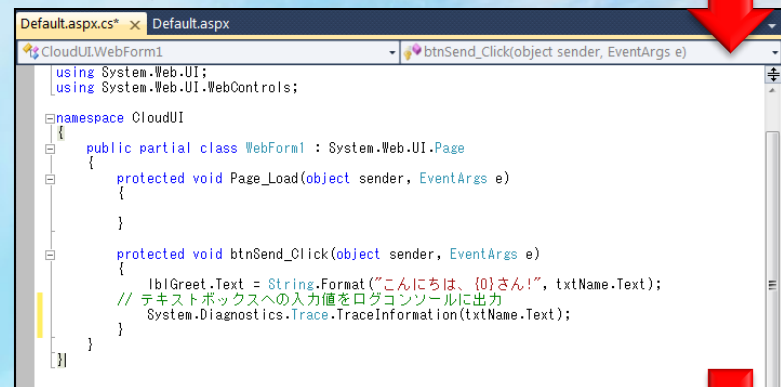 Default.aspx.cs* × Default.aspx
CloudUI.WebForm1 btnSend_Click(object sender, EventArgs e)
using System.Web.UI;
using System.Web.UI.WebControls;
namespace CloudUI
{
public partial class WebForm1 : System.Web.UI.Page
{
protected void Page_Load(object sender, EventArgs e)
{
}
protected void btnSend_Click(object sender, EventArgs e)
{
lblGreet.Text = String.Format("こんにちは、{0}さん!", txtName.Text);
// テキストボックスへの入力値をログコンソールに出力
System.Diagnostics.Trace.TraceInformation(txtName.Text);
}
}
}